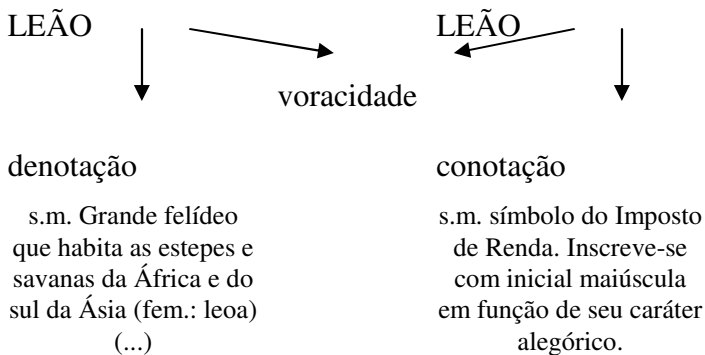 LEÃO
LEÃO
voracidade
denotação
s.m. Grande felídeo
que habita as estepes e
savanas da África e do
sul da Ásia (fem.: leoa)
(...)
conotação
s.m. símbolo do Imposto
de Renda. Inscreve-se
com inicial maiúscula
em função de seu caráter
alegórico.